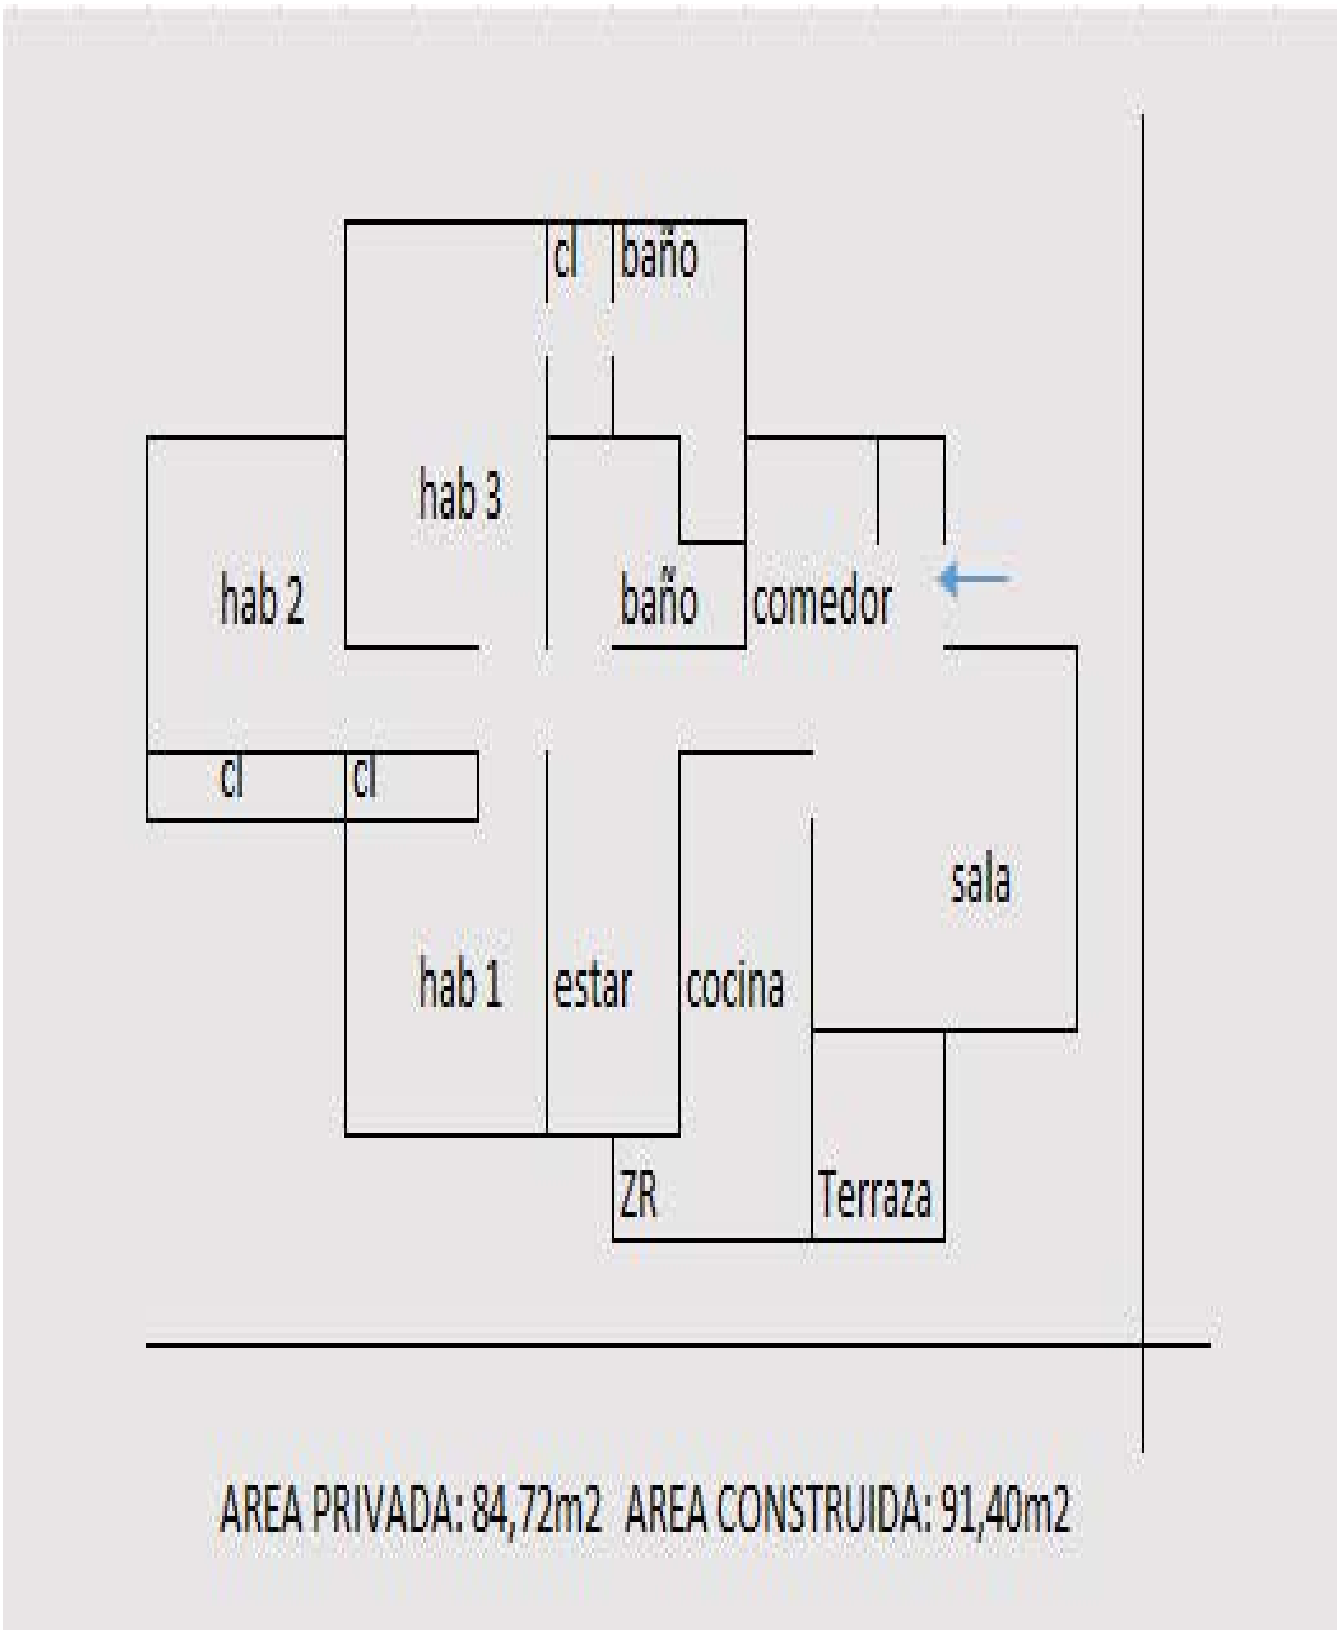 cl baño
hab 3
hab 2
baño comedor
cl cl
sala
hab 1 estar cocina
ZR Terraza
AREA PRIVADA: 84,72m2 AREA CONSTRUIDA: 91,40m2